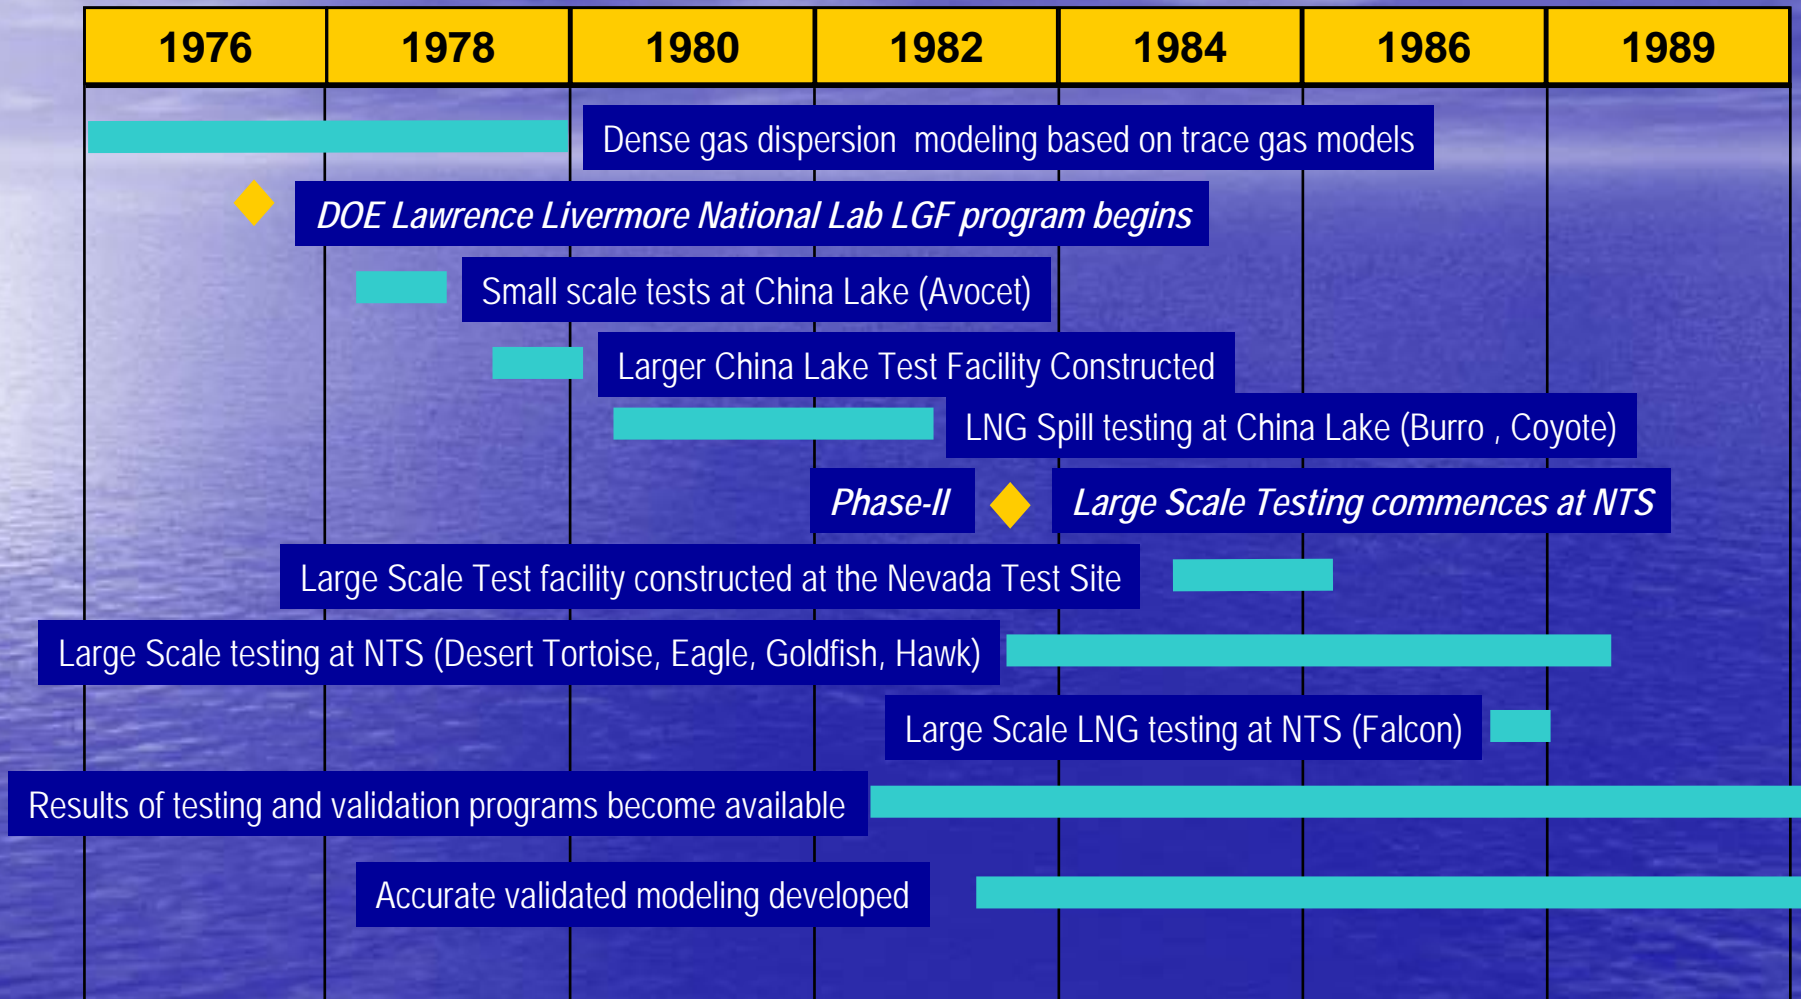 1976 1978 1980 1982 1984 1986 1989
Dense gas dispersion modeling based on trace gas models
DOE Lawrence Livermore National Lab LGF program begins
Small scale tests at China Lake (Avocet)
Larger China Lake Test Facility Constructed
LNG Spill testing at China Lake (Burro , Coyote)
Phase-II Large Scale Testing commences at NTS
Large Scale Test facility constructed at the Nevada Test Site
Large Scale testing at NTS (Desert Tortoise, Eagle, Goldfish, Hawk)
Large Scale LNG testing at NTS (Falcon)
Results of testing and validation programs become available
Accurate validated modeling developed